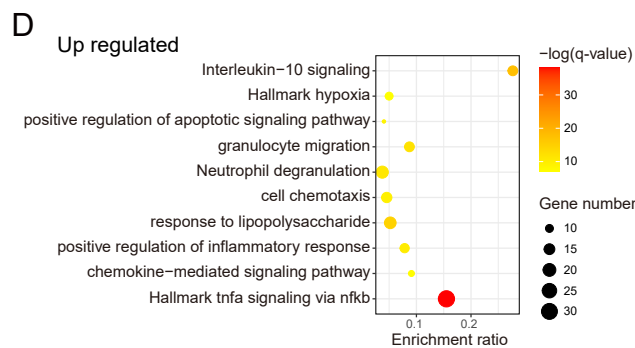 D
Up regulated
Interleukin-10 signaling
Hallmark hypoxia
positive regulation of apoptotic signaling pathway
granulocyte migration
Neutrophil degranulation
cell chemotaxis
response to lipopolysaccharide
positive regulation of inflammatory response
chemokine−mediated signaling pathway
Hallmark tnfa signaling via nfkb
0.1 0.2
Enrichment ratio
−log(q-value)
30
20
10
Gene number
10
15
20
25
30